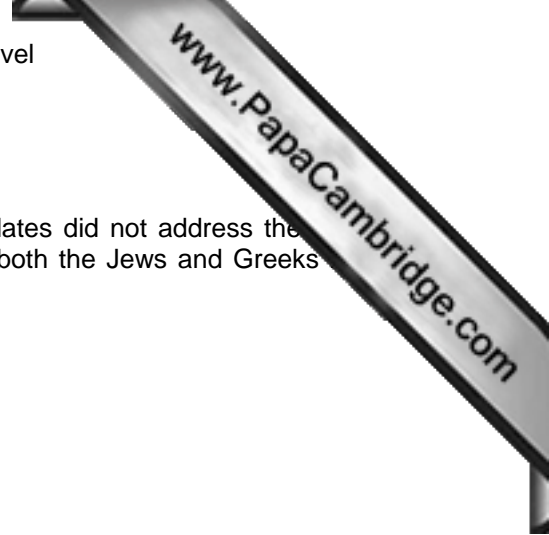 vel
www.PapaCambridge.com
lates did not address the
both the Jews and Greeks